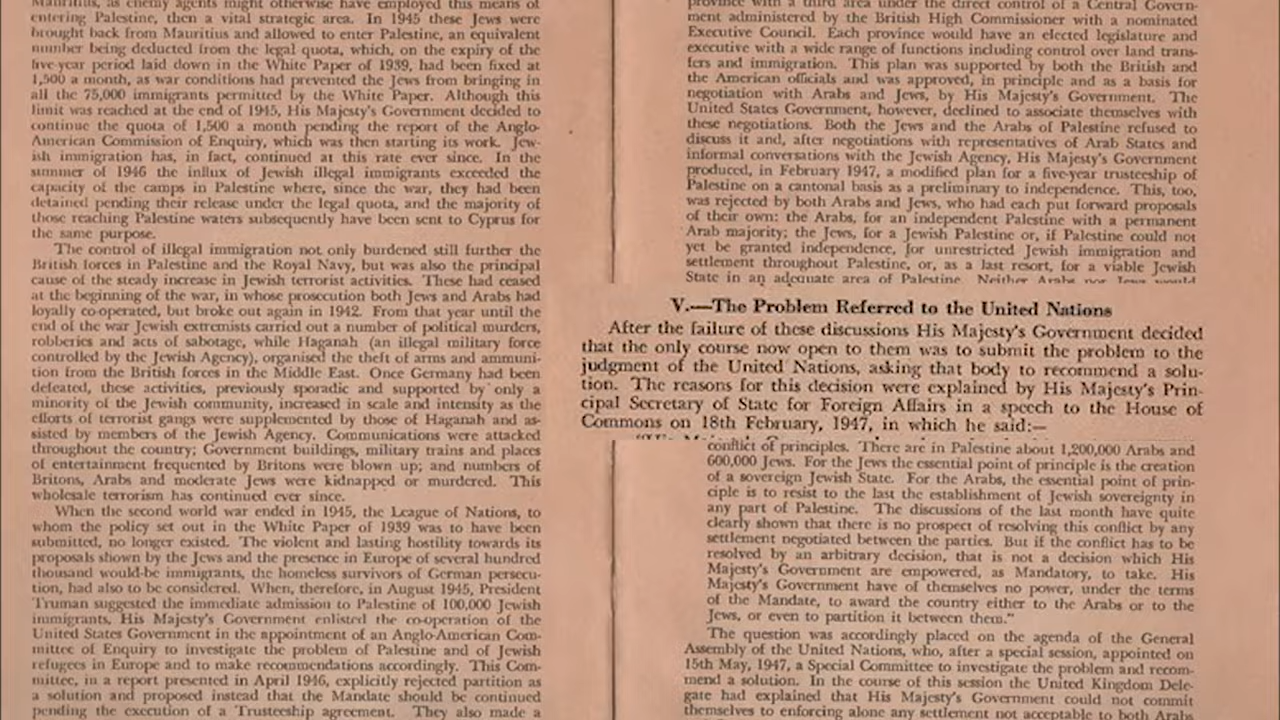 Mauritius, as enemy agents might otherwise have employed this means of
entering Palestine, then a vital strategic area. In 1945 these Jews were
brought back from Mauritius and allowed to enter Palestine, an equivalent
number being deducted from the legal quota, which, on the expiry of the
five-year period laid down in the White Paper of 1939, had been fixed at
1,500 a month, as war conditions had prevented the Jews from bringing in
all the 75,000 immigrants permitted by the White Paper. Although this
limit was reached at the end of 1945, His Majesty's Government decided to
continue the quota of 1,500 a month pending the report of the Anglo-
American Commission of Enquiry, which was then starting its work. Jew-
ish immigration has, in fact, continued at this rate ever since. In the
summer of 1946 the influx of Jewish illegal immigrants exceeded the
capacity of the camps in Palestine where, since the war, they had been
detained pending their release under the legal quota, and the majority of
those reaching Palestine waters subsequently have been sent to Cyprus for
the same purpose.
The control of illegal immigration not only burdened still further the
British forces in Palestine and the Royal Navy, but was also the principal
cause of the steady increase in Jewish terrorist activities. These had ceased
at the beginning of the war, in whose prosecution both Jews and Arabs had
loyally co-operated, but broke out again in 1942. From that year until the
end of the war Jewish extremists carried out a number of political murders,
robberies and acts of sabotage, while Haganah (an illegal military force
controlled by the Jewish Agency), organised the theft of arms and ammuni-
tion from the British forces in the Middle East. Once Germany had been
defeated, these activities, previously sporadic and supported by only a
minority of the Jewish community, increased in scale and intensity as the
efforts of terrorist gangs were supplemented by those of Haganah and as-
sisted by members of the Jewish Agency. Communications were attacked
throughout the country; Government buildings, military trains and places
of entertainment frequented by Britons were blown up; and numbers of
Britons, Arabs and moderate Jews were kidnapped or murdered. This
wholesale terrorism has continued ever since.
When the second world war ended in 1945, the League of Nations, to
whom the policy set out in the White Paper of 1939 was to have been
submitted, no longer existed. The violent and lasting hostility towards its
proposals shown by the Jews and the presence in Europe of several hundred
thousand would-be immigrants, the homeless survivors of German persecu-
tion, had also to be considered. When, therefore, in August 1945, President
Truman suggested the immediate admission to Palestine of 100,000 Jewish
immigrants, His Majesty's Government enlisted the co-operation of the
United States Government in the appointment of an Anglo-American Com-
mittee of Enquiry to investigate the problem of Palestine and of Jewish
refugees in Europe and to make recommendations accordingly. This Com-
mittee, in a report presented in April 1946, explicitly rejected partition as
a solution and proposed instead that the Mandate should be continued
pending the execution of a Trusteeship agreement. They also made a
province with a third area under the direct control of a Central Govern-
ment administered by the British High Commissioner with a nominated
Executive Council. Each province would have an elected legislature and
executive with a wide range of functions including control over land trans-
fers and immigration. This plan was supported by both the British and
the American officials and was approved, in principle and as a basis for
negotiation with Arabs and Jews, by His Majesty's Government. The
United States Government, however, declined to associate themselves with
these negotiations. Both the Jews and the Arabs of Palestine refused to
discuss it and, after negotiations with representatives of Arab States and
informal conversations with the Jewish Agency, His Majesty's Government
produced, in February 1947, a modified plan for a five-year trusteeship of
Palestine on a cantonal basis as a preliminary to independence. This, too,
was rejected by both Arabs and Jews, who had each put forward proposals
of their own: the Arabs, for an independent Palestine with a permanent
Arab majority; the Jews, for a Jewish Palestine or, if Palestine could not
yet be granted independence, for unrestricted Jewish immigration and
settlement throughout Palestine, or, as a last resort, for a viable Jewish
State in an adequate area of Palestine. Neither Arabs nor Jews would
V.—The Problem Referred to the United Nations
After the failure of these discussions His Majesty's Government decided
that the only course now open to them was to submit the problem to the
judgment of the United Nations, asking that body to recommend a solu-
tion. The reasons for this decision were explained by His Majesty's Prin-
cipal Secretary of State for Foreign Affairs in a speech to the House of
Commons on 18th February, 1947, in which he said:—
conflict of principles. There are in Palestine about 1,200,000 Arabs and
600,000 Jews. For the Jews the essential point of principle is the creation
of a sovereign Jewish State. For the Arabs, the essential point of prin-
ciple is to resist to the last the establishment of Jewish sovereignty in
any part of Palestine. The discussions of the last month have quite
clearly shown that there is no prospect of resolving this conflict by any
settlement negotiated between the parties. But if the conflict has to be
resolved by an arbitrary decision, that is not a decision which His
Majesty's Government are empowered, as Mandatory, to take. His
Majesty's Government have of themselves no power, under the terms
of the Mandate, to award the country either to the Arabs or to the
Jews, or even to partition it between them."
The question was accordingly placed on the agenda of the General
Assembly of the United Nations, who, after a special session, appointed on
15th May, 1947, a Special Committee to investigate the problem and recom-
mend a solution. In the course of this session the United Kingdom Dele-
gate had explained that His Majesty's Government could not commit
themselves to enforcing alone any settlement not acceptable to both Arab